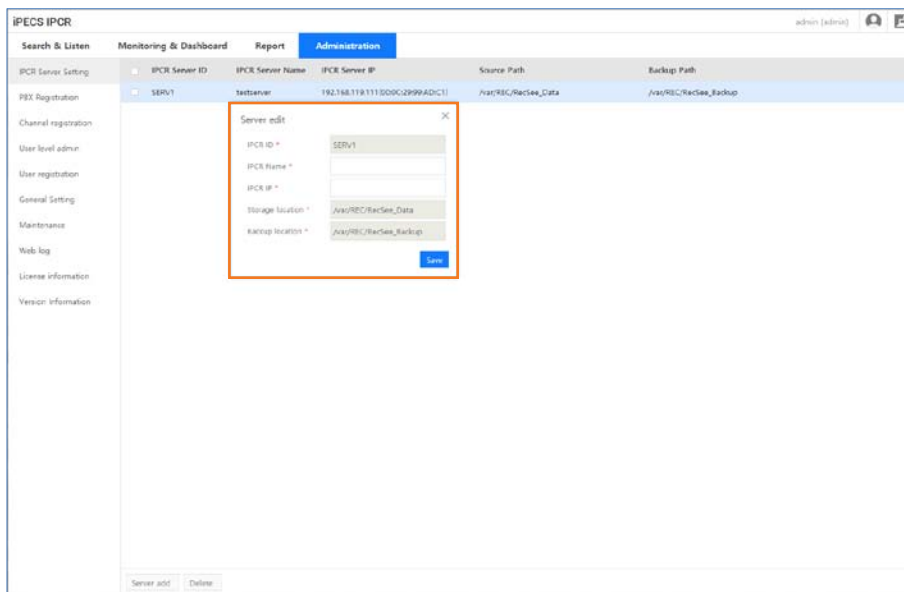 iPECS IPCR
admin (admin)
Search & Listen Monitoring & Dashboard Report Administration
IPCR Server Setting
PBX Registration
Channel registration
User level admin
User registration
General Setting
Maintenance
Web log
License information
Version information
IPCR Server ID IPCR Server Name IPCR Server IP Source Path Backup Path
SERV1 testserver /var/REC/RecSee_Data /var/REC/RecSee_Backup
Server edit
IPCR ID * SERV1
IPCR Name *
IPCR IP *
Storage location * /var/REC/RecSee_Data
Backup location * /var/REC/RecSee_Backup
Save
Server add Delete